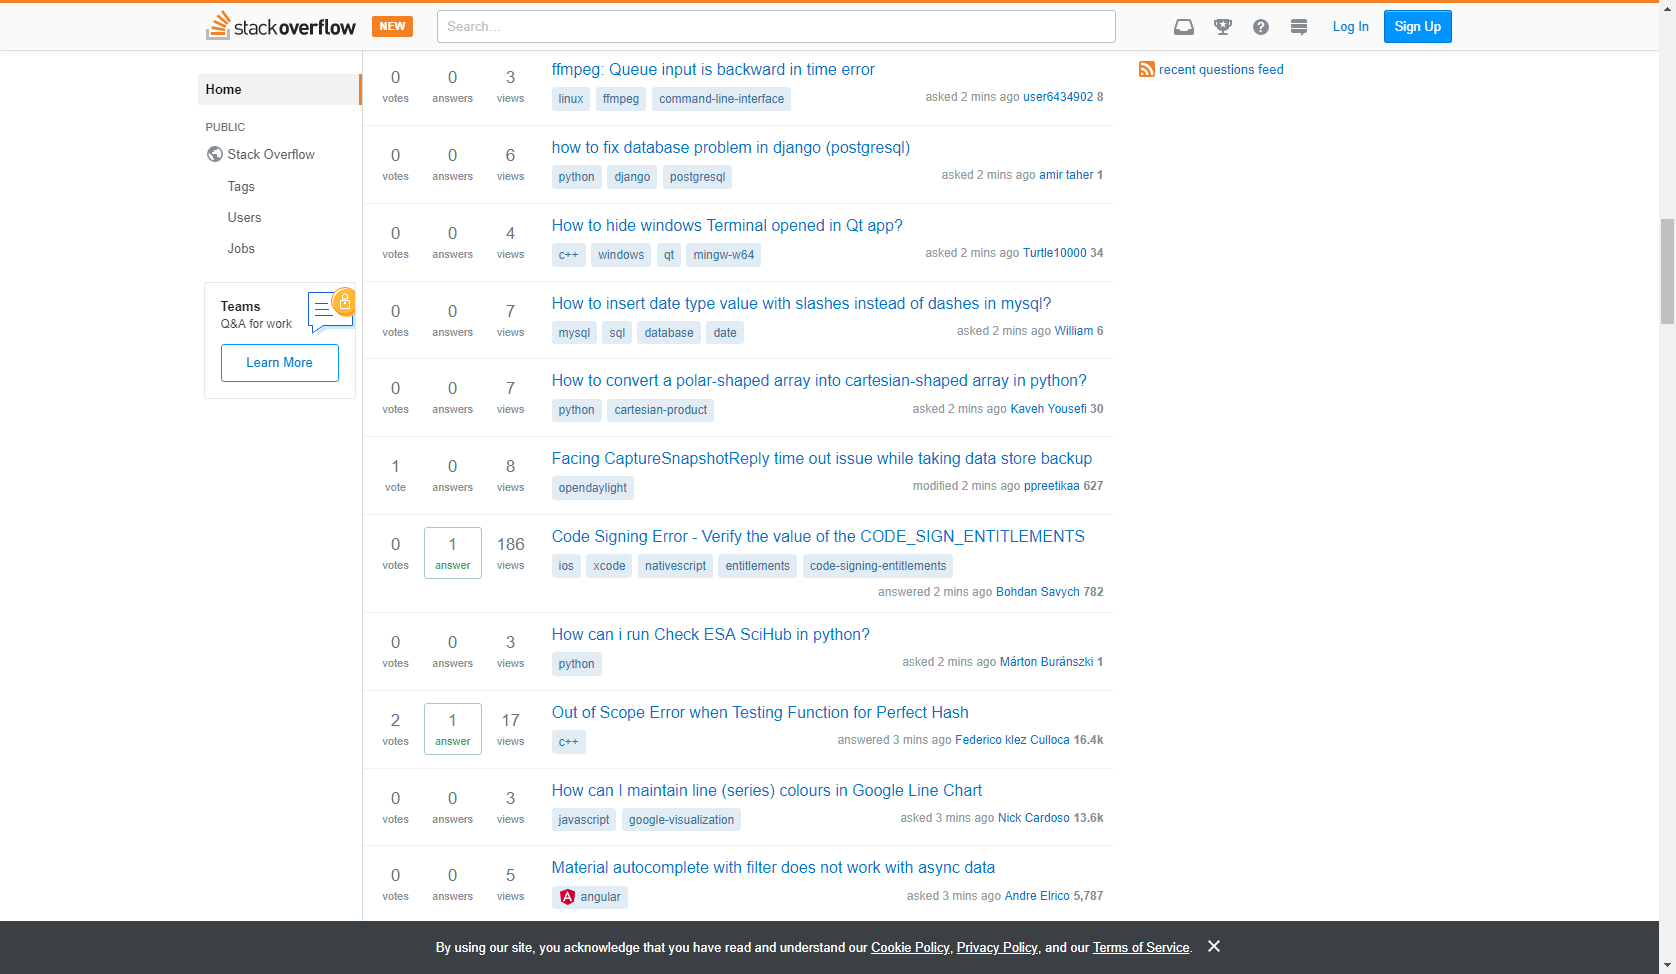 stackoverflow NEW Search... Log In Sign Up
Home
PUBLIC
Stack Overflow
Tags
Users
Jobs
Teams
Q&A for work
Learn More
0 votes 0 answers 3 views
ffmpeg: Queue input is backward in time error
linux ffmpeg command-line-interface
asked 2 mins ago user6434902 8
0 votes 0 answers 6 views
how to fix database problem in django (postgresql)
python django postgresql
asked 2 mins ago amir taher 1
0 votes 0 answers 4 views
How to hide windows Terminal opened in Qt app?
c++ windows qt mingw-w64
asked 2 mins ago Turtle10000 34
0 votes 0 answers 7 views
How to insert date type value with slashes instead of dashes in mysql?
mysql sql database date
asked 2 mins ago William 6
0 votes 0 answers 7 views
How to convert a polar-shaped array into cartesian-shaped array in python?
python cartesian-product
asked 2 mins ago Kaveh Yousefi 30
1 vote 0 answers 8 views
Facing CaptureSnapshotReply time out issue while taking data store backup
opendaylight
modified 2 mins ago ppreetikaa 627
0 votes 1 answer 186 views
Code Signing Error - Verify the value of the CODE_SIGN_ENTITLEMENTS
ios xcode nativescript entitlements code-signing-entitlements
answered 2 mins ago Bohdan Savych 782
0 votes 0 answers 3 views
How can i run Check ESA SciHub in python?
python
asked 2 mins ago Márton Buránszki 1
2 votes 1 answer 17 views
Out of Scope Error when Testing Function for Perfect Hash
c++
answered 3 mins ago Federico klez Culloca 16.4k
0 votes 0 answers 3 views
How can I maintain line (series) colours in Google Line Chart
javascript google-visualization
asked 3 mins ago Nick Cardoso 13.6k
0 votes 0 answers 5 views
Material autocomplete with filter does not work with async data
angular
asked 3 mins ago Andre Elrico 5,787
recent questions feed
By using our site, you acknowledge that you have read and understand our Cookie Policy, Privacy Policy, and our Terms of Service.